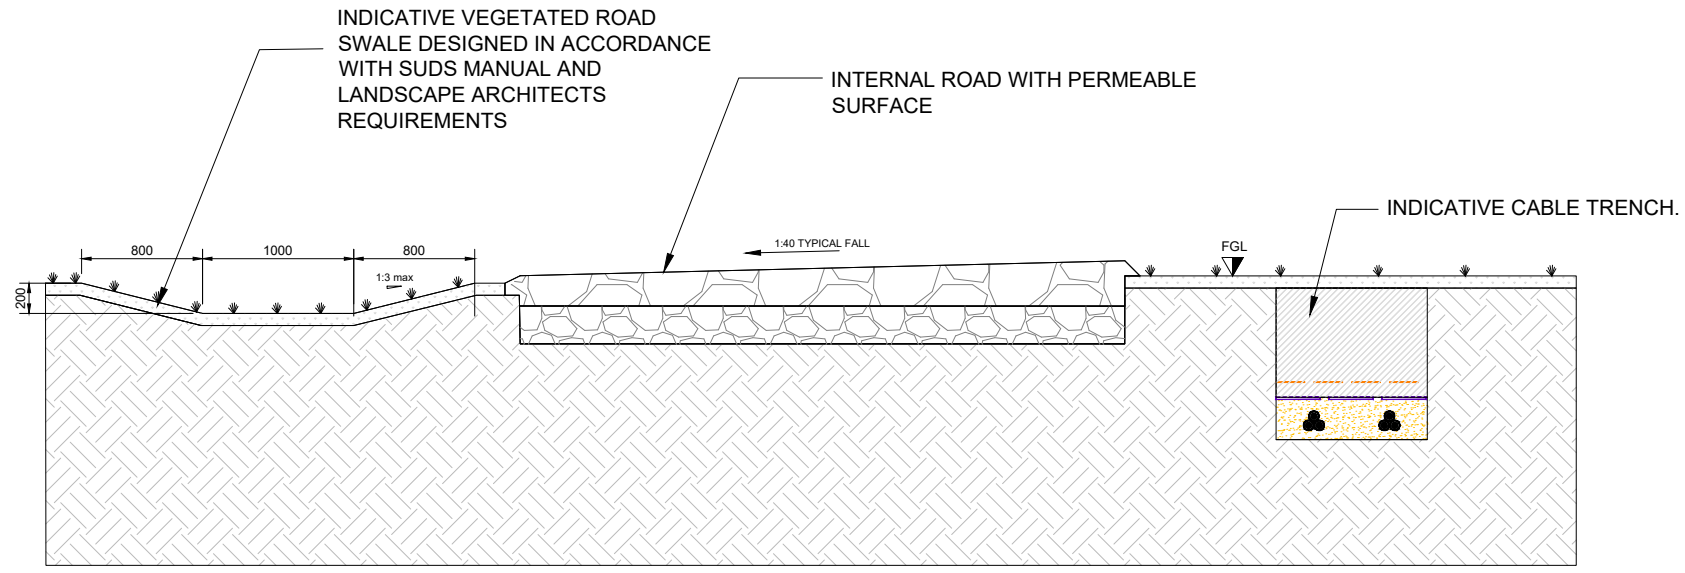 INDICATIVE VEGETATED ROAD
SWALE DESIGNED IN ACCORDANCE
WITH SUDS MANUAL AND
LANDSCAPE ARCHITECTS
REQUIREMENTS
INTERNAL ROAD WITH PERMEABLE
SURFACE
INDICATIVE CABLE TRENCH.
800
1000
800
1:40 TYPICAL FALL
FGL
1:3 max
200